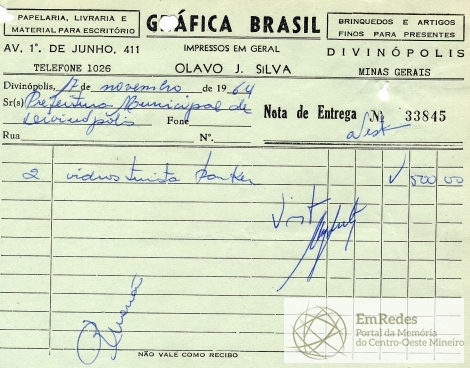 PAPELARIA, LIVRARIA E
MATERIAL PARA ESCRITÓRIO
GRÁFICA BRASIL
BRINQUEDOS E ARTIGOS
FINOS PARA PRESENTES
AV. 1º. DE JUNHO, 411
IMPRESSOS EM GERAL
DIVINÓPOLIS
TELEFONE 1026
OLAVO J. SILVA
MINAS GERAIS
Divinópolis, 17 de novembro de 1964
Sr(s) Prefeitura Municipal de
Divinópolis Fone
Nota de Entrega Nº 33845
Rua Nº.
2 vidros tinta Parker 500 00
Visto
NÃO VALE COMO RECIBO
EmRedes
Portal da Memória
do Centro-Oeste Mineiro